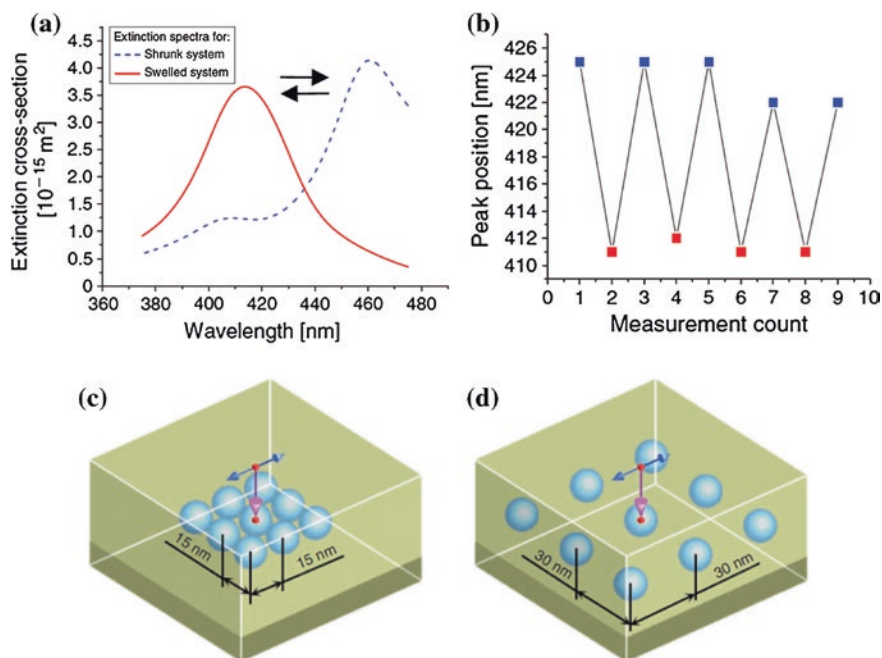 (a)
Extinction spectra for:
Shrunk system
Swelled system
Extinction cross-section
[10⁻¹⁵ m²]
4.5
4.0
3.5
3.0
2.5
2.0
1.5
1.0
0.5
0
360 400 420 440 460 480
Wavelength [nm]
(b)
Peak position [nm]
426
424
422
420
418
416
414
412
410
0 1 2 3 4 5 6 7 8 9 10
Measurement count
(c)
15 nm
15 nm
(d)
30 nm
30 nm